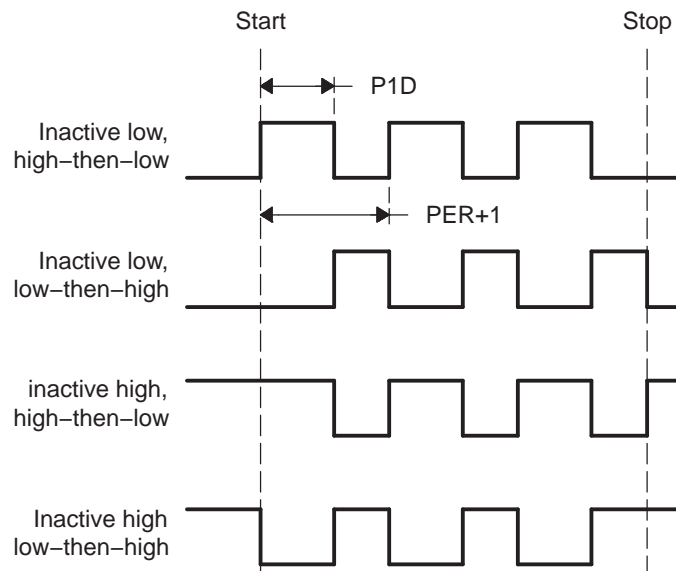 Start
Stop
P1D
Inactive low,
high−then−low
PER+1
Inactive low,
low−then−high
inactive high,
high−then−low
Inactive high
low−then−high